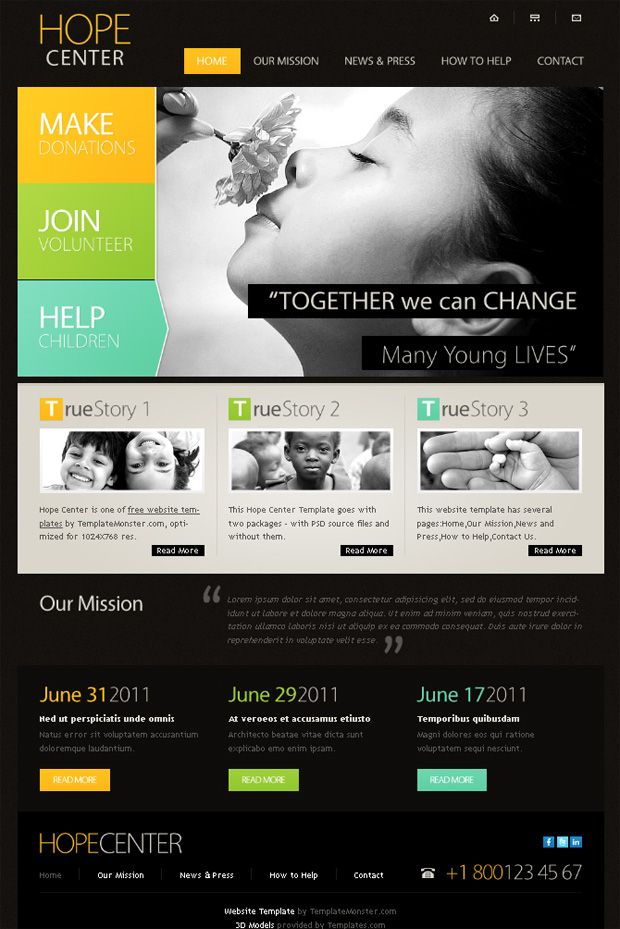 HOPE
CENTER
HOME OUR MISSION NEWS & PRESS HOW TO HELP CONTACT
MAKE
DONATIONS
JOIN
VOLUNTEER
HELP
CHILDREN
“TOGETHER we can CHANGE
Many Young LIVES”
TrueStory 1
Hope Center is one of free website tem-
plates by TemplateMonster.com, opti-
mized for 1024X768 res.
Read More
TrueStory 2
This Hope Center Template goes with
two packages - with PSD source files and
without them.
Read More
TrueStory 3
This website template has several
pages:Home,Our Mission,News and
Press,How to Help,Contact Us.
Read More
Our Mission
“ Lorem ipsum dolor sit amet, consectetur adipisicing elit, sed do eiusmod tempor incid-
idunt ut labore et dolore magna aliqua. Ut enim ad minim veniam, quis nostrud exerci-
tation ullamco laboris nisi ut aliquip ex ea commodo consequat. Duis aute irure dolor in
reprehenderit in voluptate velit esse. ”
June 31 2011
Ned ut perspiciatis unde omnis
Natus error sit voluptatem accusantium
doloremque laudantium.
READ MORE
June 29 2011
At veroeos et accusamus etiusto
Architecto beatae vitae dicta sunt
explicabo emo enim ipsam.
READ MORE
June 17 2011
Temporibus quibusdam
Magni dolores eos qui ratione
voluptatem sequi nesciunt.
READ MORE
HOPECENTER
Home Our Mission News & Press How to Help Contact
+1 800 123 45 67
Website Template by TemplateMonster.com
3D Models provided by Templates.com